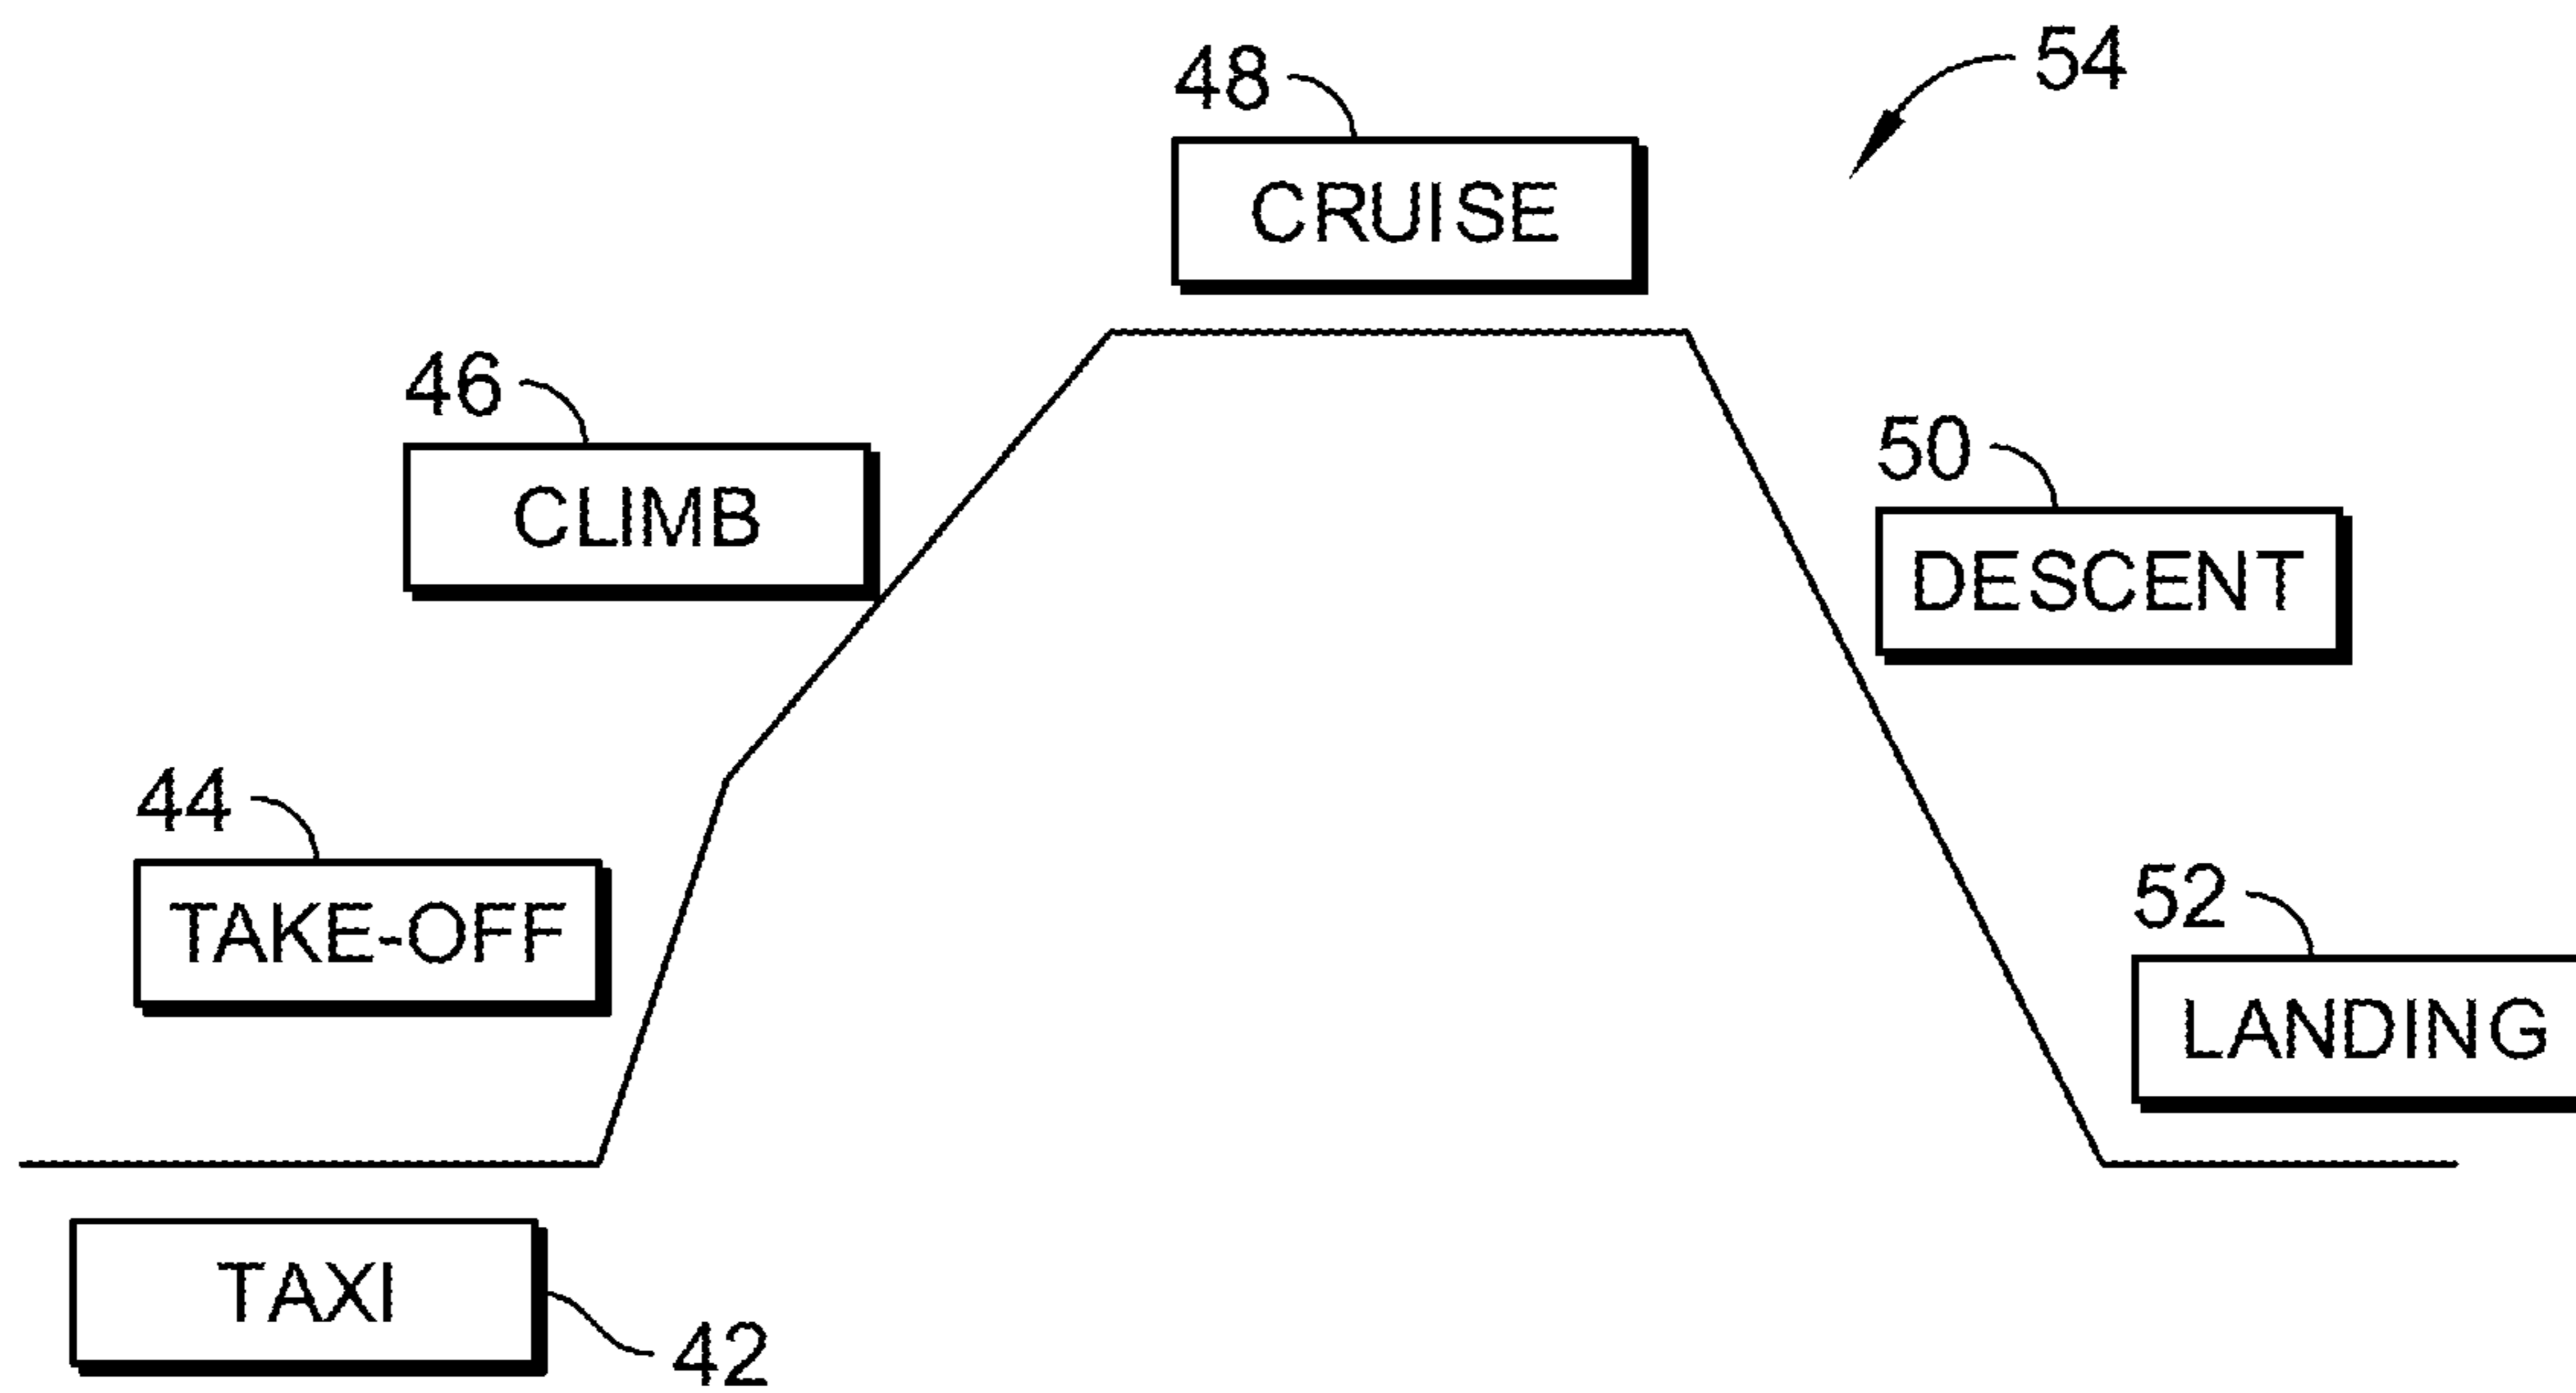 54
48
CRUISE
46
CLIMB
50
DESCENT
44
TAKE-OFF
52
LANDING
TAXI
42